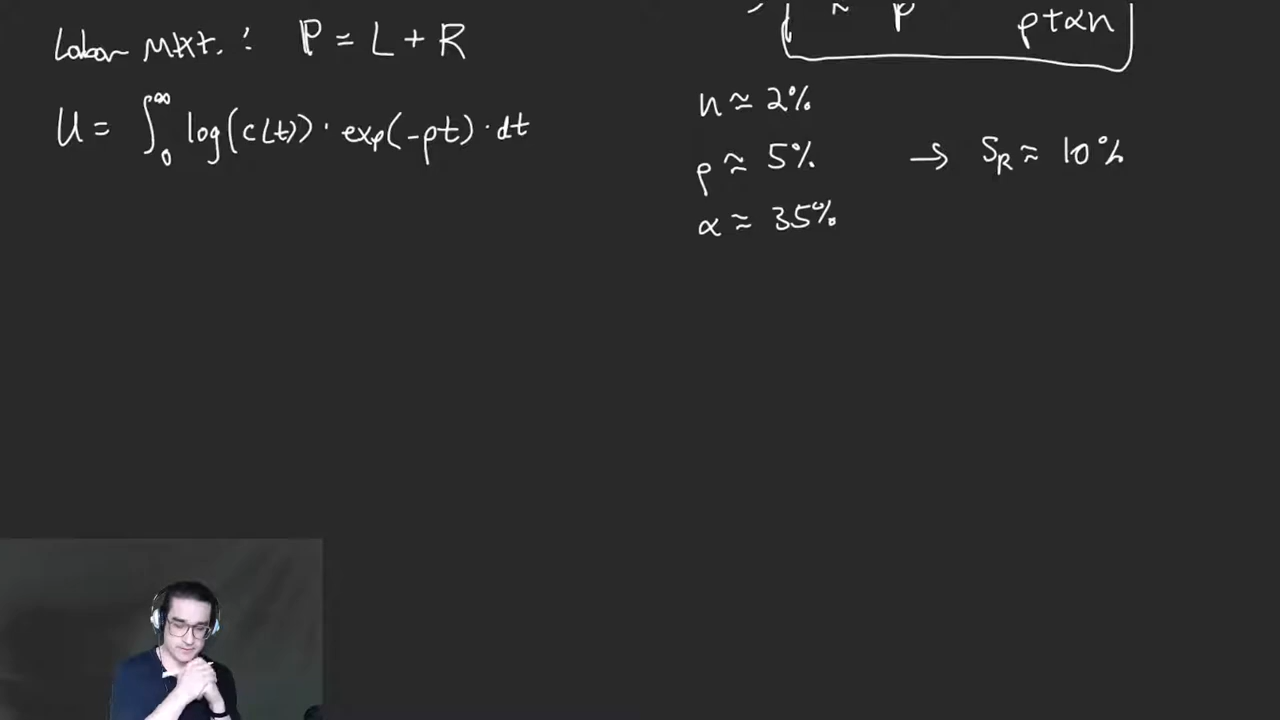 Labor mkt. : P = L + R
U = ∫₀^∞ log(c(t)) · exp(-ρt) · dt
ρ ρ+αn
n ≈ 2%
ρ ≈ 5% → S_R ≈ 10%
α ≈ 35%